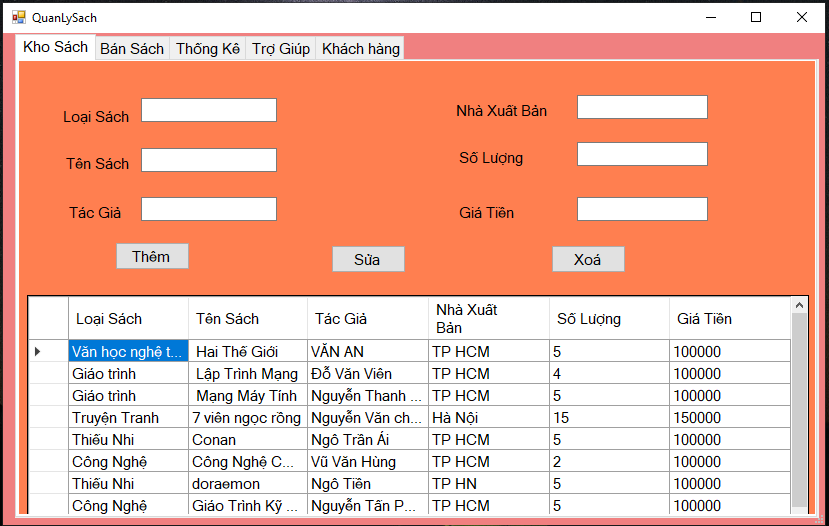 QuanLySach
Kho Sách Bán Sách Thống Kê Trợ Giúp Khách hàng
Loại Sách Nhà Xuất Bản
Tên Sách Số Lượng
Tác Giả Giá Tiền
Thêm Sửa Xoá
Loại Sách Tên Sách Tác Giả Nhà Xuất Bản Số Lượng Giá Tiền
Văn học nghệ t... Hai Thế Giới VĂN AN TP HCM 5 100000
Giáo trình Lập Trình Mạng Đỗ Văn Viên TP HCM 4 100000
Giáo trình Mạng Máy Tính Nguyễn Thanh ... TP HCM 5 100000
Truyện Tranh 7 viên ngọc rồng Nguyễn Văn ch... Hà Nội 15 150000
Thiếu Nhi Conan Ngô Trần Ái TP HCM 5 100000
Công Nghệ Công Nghệ C... Vũ Văn Hùng TP HCM 2 100000
Thiếu Nhi doraemon Ngô Tiến TP HN 5 100000
Công Nghệ Giáo Trình Kỹ ... Nguyễn Tấn P... TP HCM 5 100000